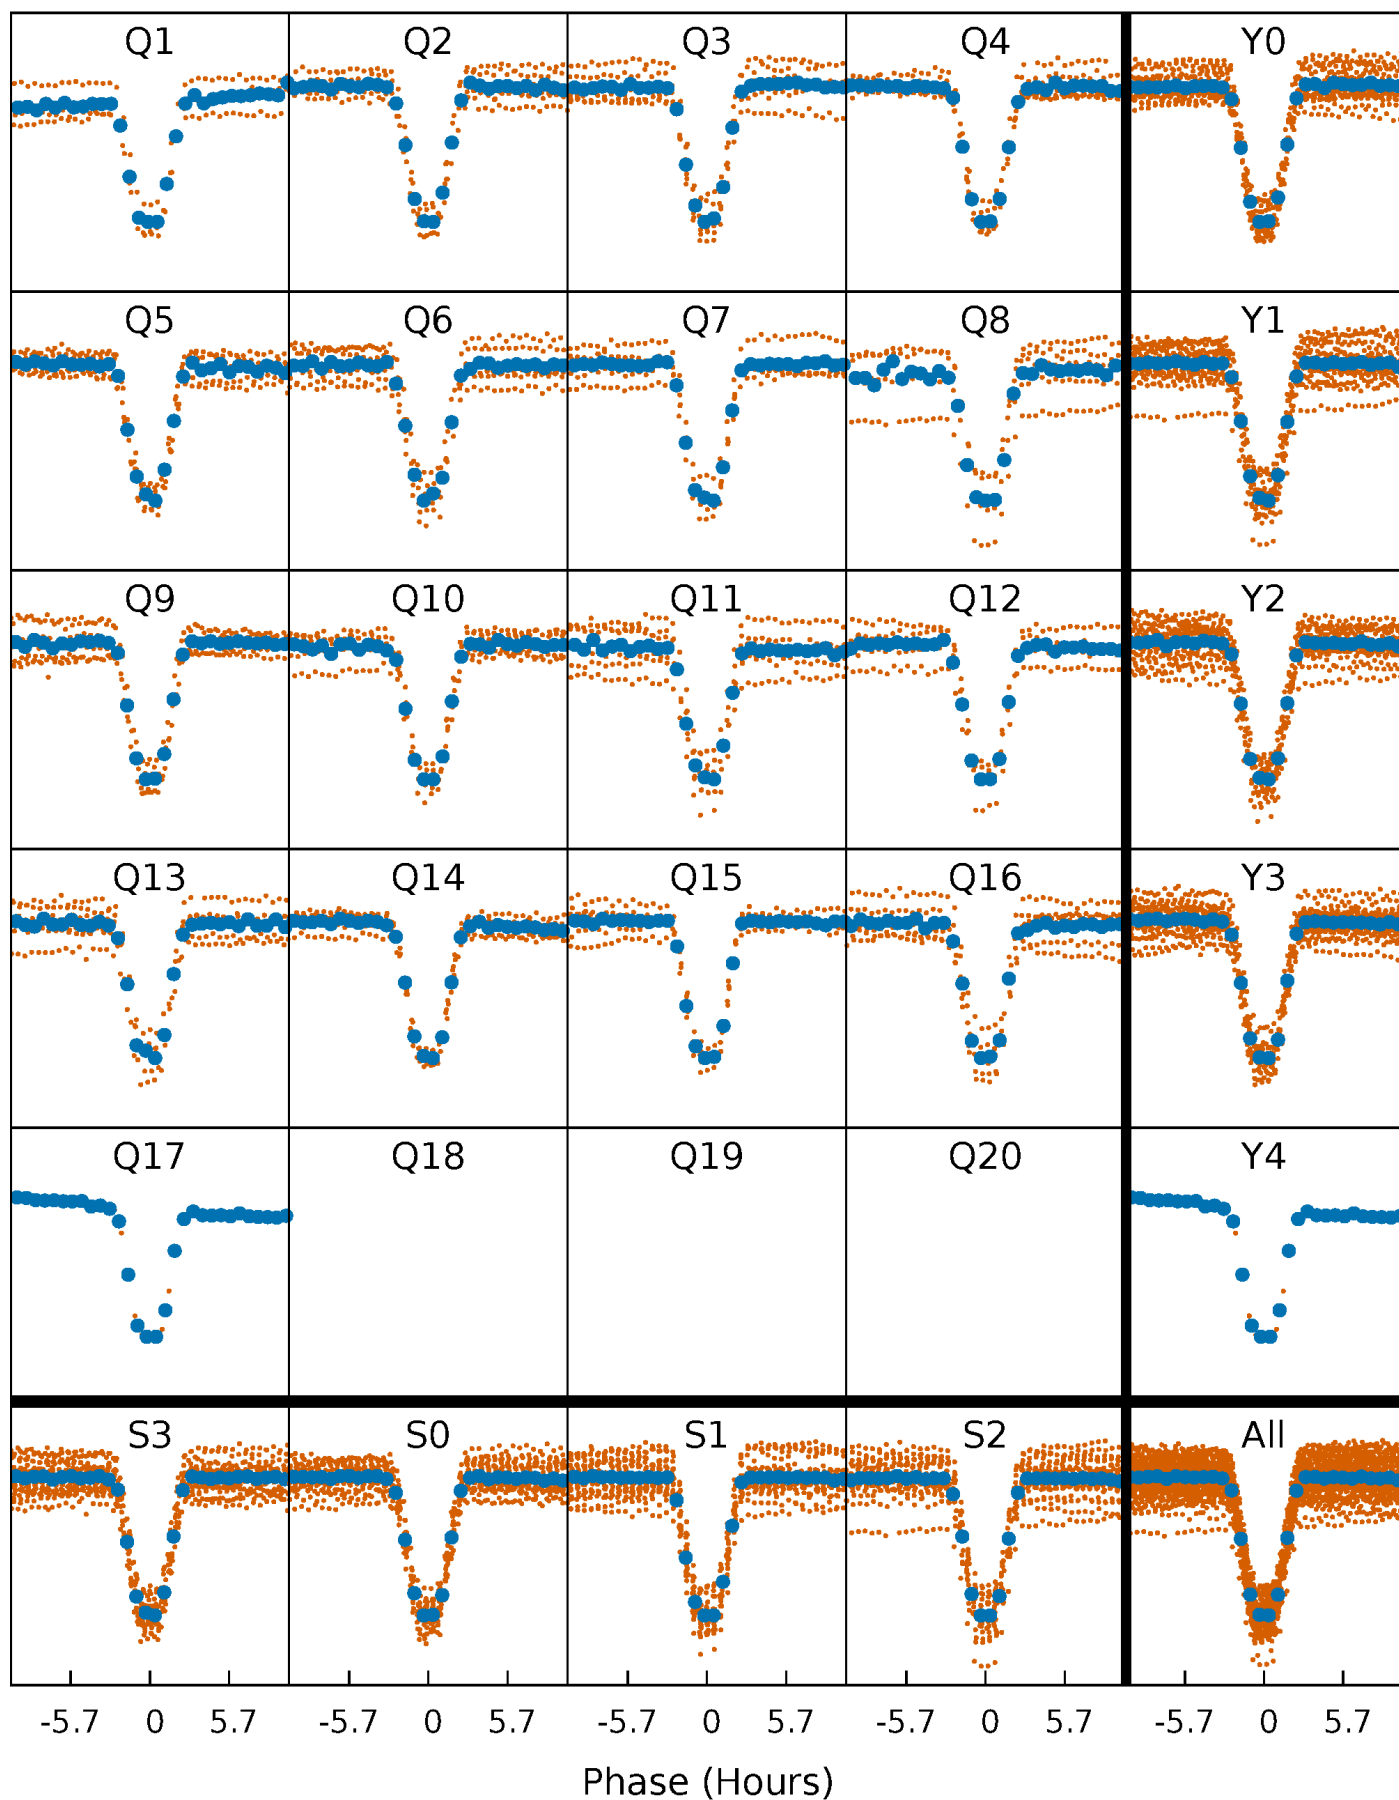 Q1 Q2 Q3 Q4 Y0
Q5 Q6 Q7 Q8 Y1
Q9 Q10 Q11 Q12 Y2
Q13 Q14 Q15 Q16 Y3
Q17 Q18 Q19 Q20 Y4
S3 S0 S1 S2 All
-5.7 0 5.7 -5.7 0 5.7 -5.7 0 5.7 -5.7 0 5.7 -5.7 0 5.7
Phase (Hours)